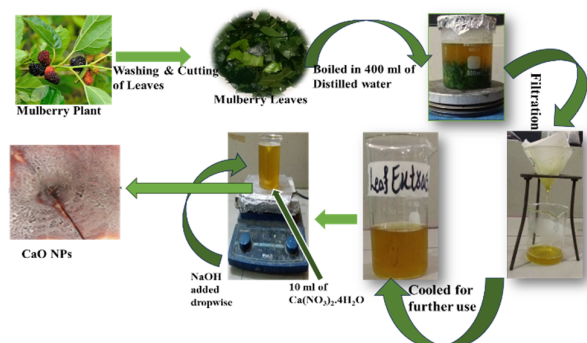 Mulberry Plant
Washing & Cutting
of Leaves
Mulberry Leaves
Boiled in 400 ml of
Distilled water
Filtration
Leaf Extract
Cooled for
further use
10 ml of
Ca(NO₃)₂.4H₂O
NaOH
added
dropwise
CaO NPs